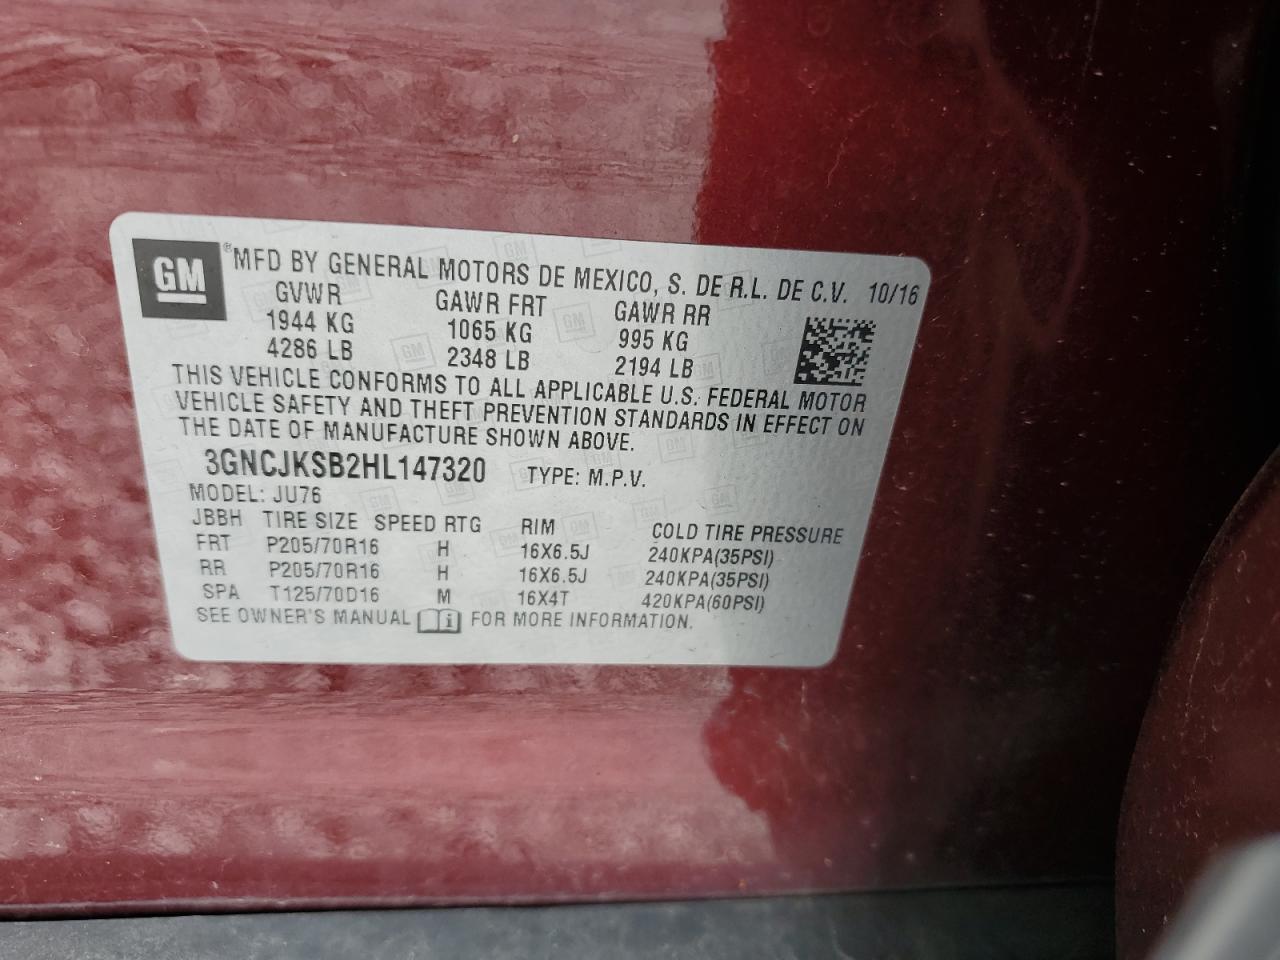 GM ® MFD BY GENERAL MOTORS DE MEXICO, S. DE R.L. DE C.V. 10/16
GVWR GAWR FRT GAWR RR
1944 KG 1065 KG 995 KG
4286 LB 2348 LB 2194 LB
THIS VEHICLE CONFORMS TO ALL APPLICABLE U.S. FEDERAL MOTOR
VEHICLE SAFETY AND THEFT PREVENTION STANDARDS IN EFFECT ON
THE DATE OF MANUFACTURE SHOWN ABOVE.
3GNCJKSB2HL147320 TYPE: M.P.V.
MODEL: JU76
JBBH TIRE SIZE SPEED RTG RIM COLD TIRE PRESSURE
FRT P205/70R16 H 16X6.5J 240KPA(35PSI)
RR P205/70R16 H 16X6.5J 240KPA(35PSI)
SPA T125/70D16 M 16X4T 420KPA(60PSI)
SEE OWNER'S MANUAL i FOR MORE INFORMATION.